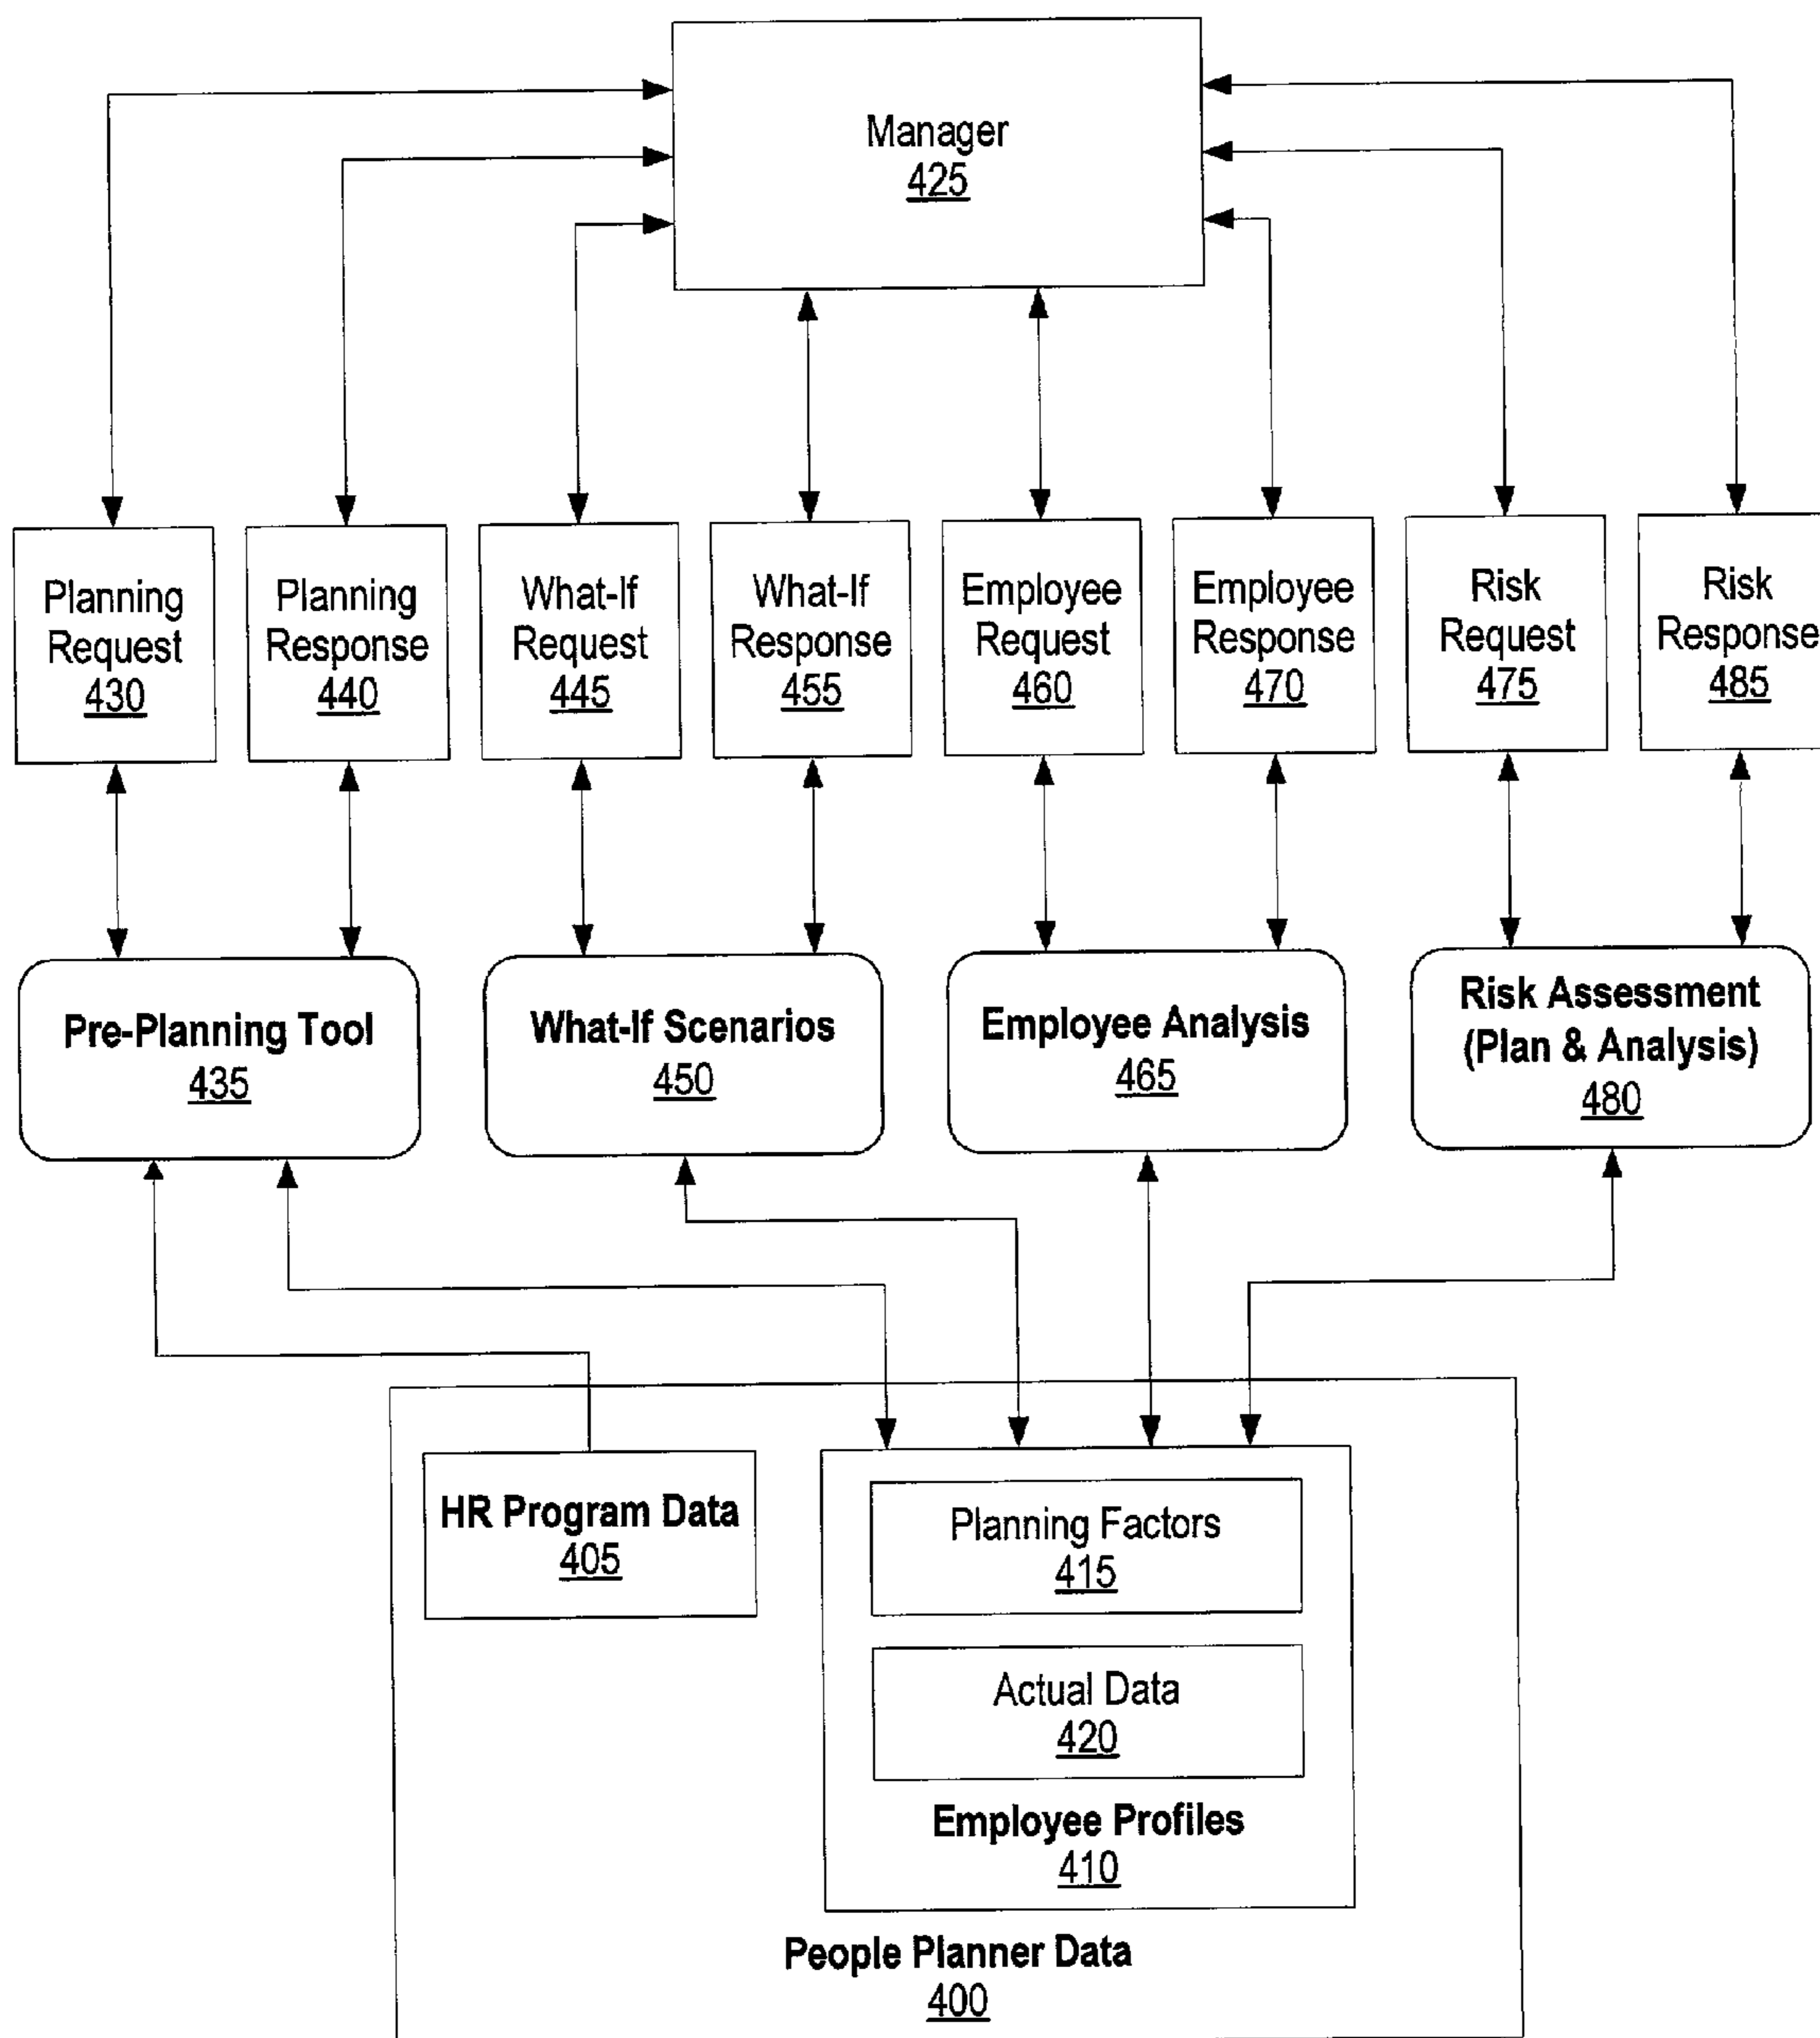 Manager
425
Planning
Request
430
Planning
Response
440
What-If
Request
445
What-If
Response
455
Employee
Request
460
Employee
Response
470
Risk
Request
475
Risk
Response
485
Pre-Planning Tool
435
What-If Scenarios
450
Employee Analysis
465
Risk Assessment
(Plan & Analysis)
480
HR Program Data
405
Planning Factors
415
Actual Data
420
Employee Profiles
410
People Planner Data
400